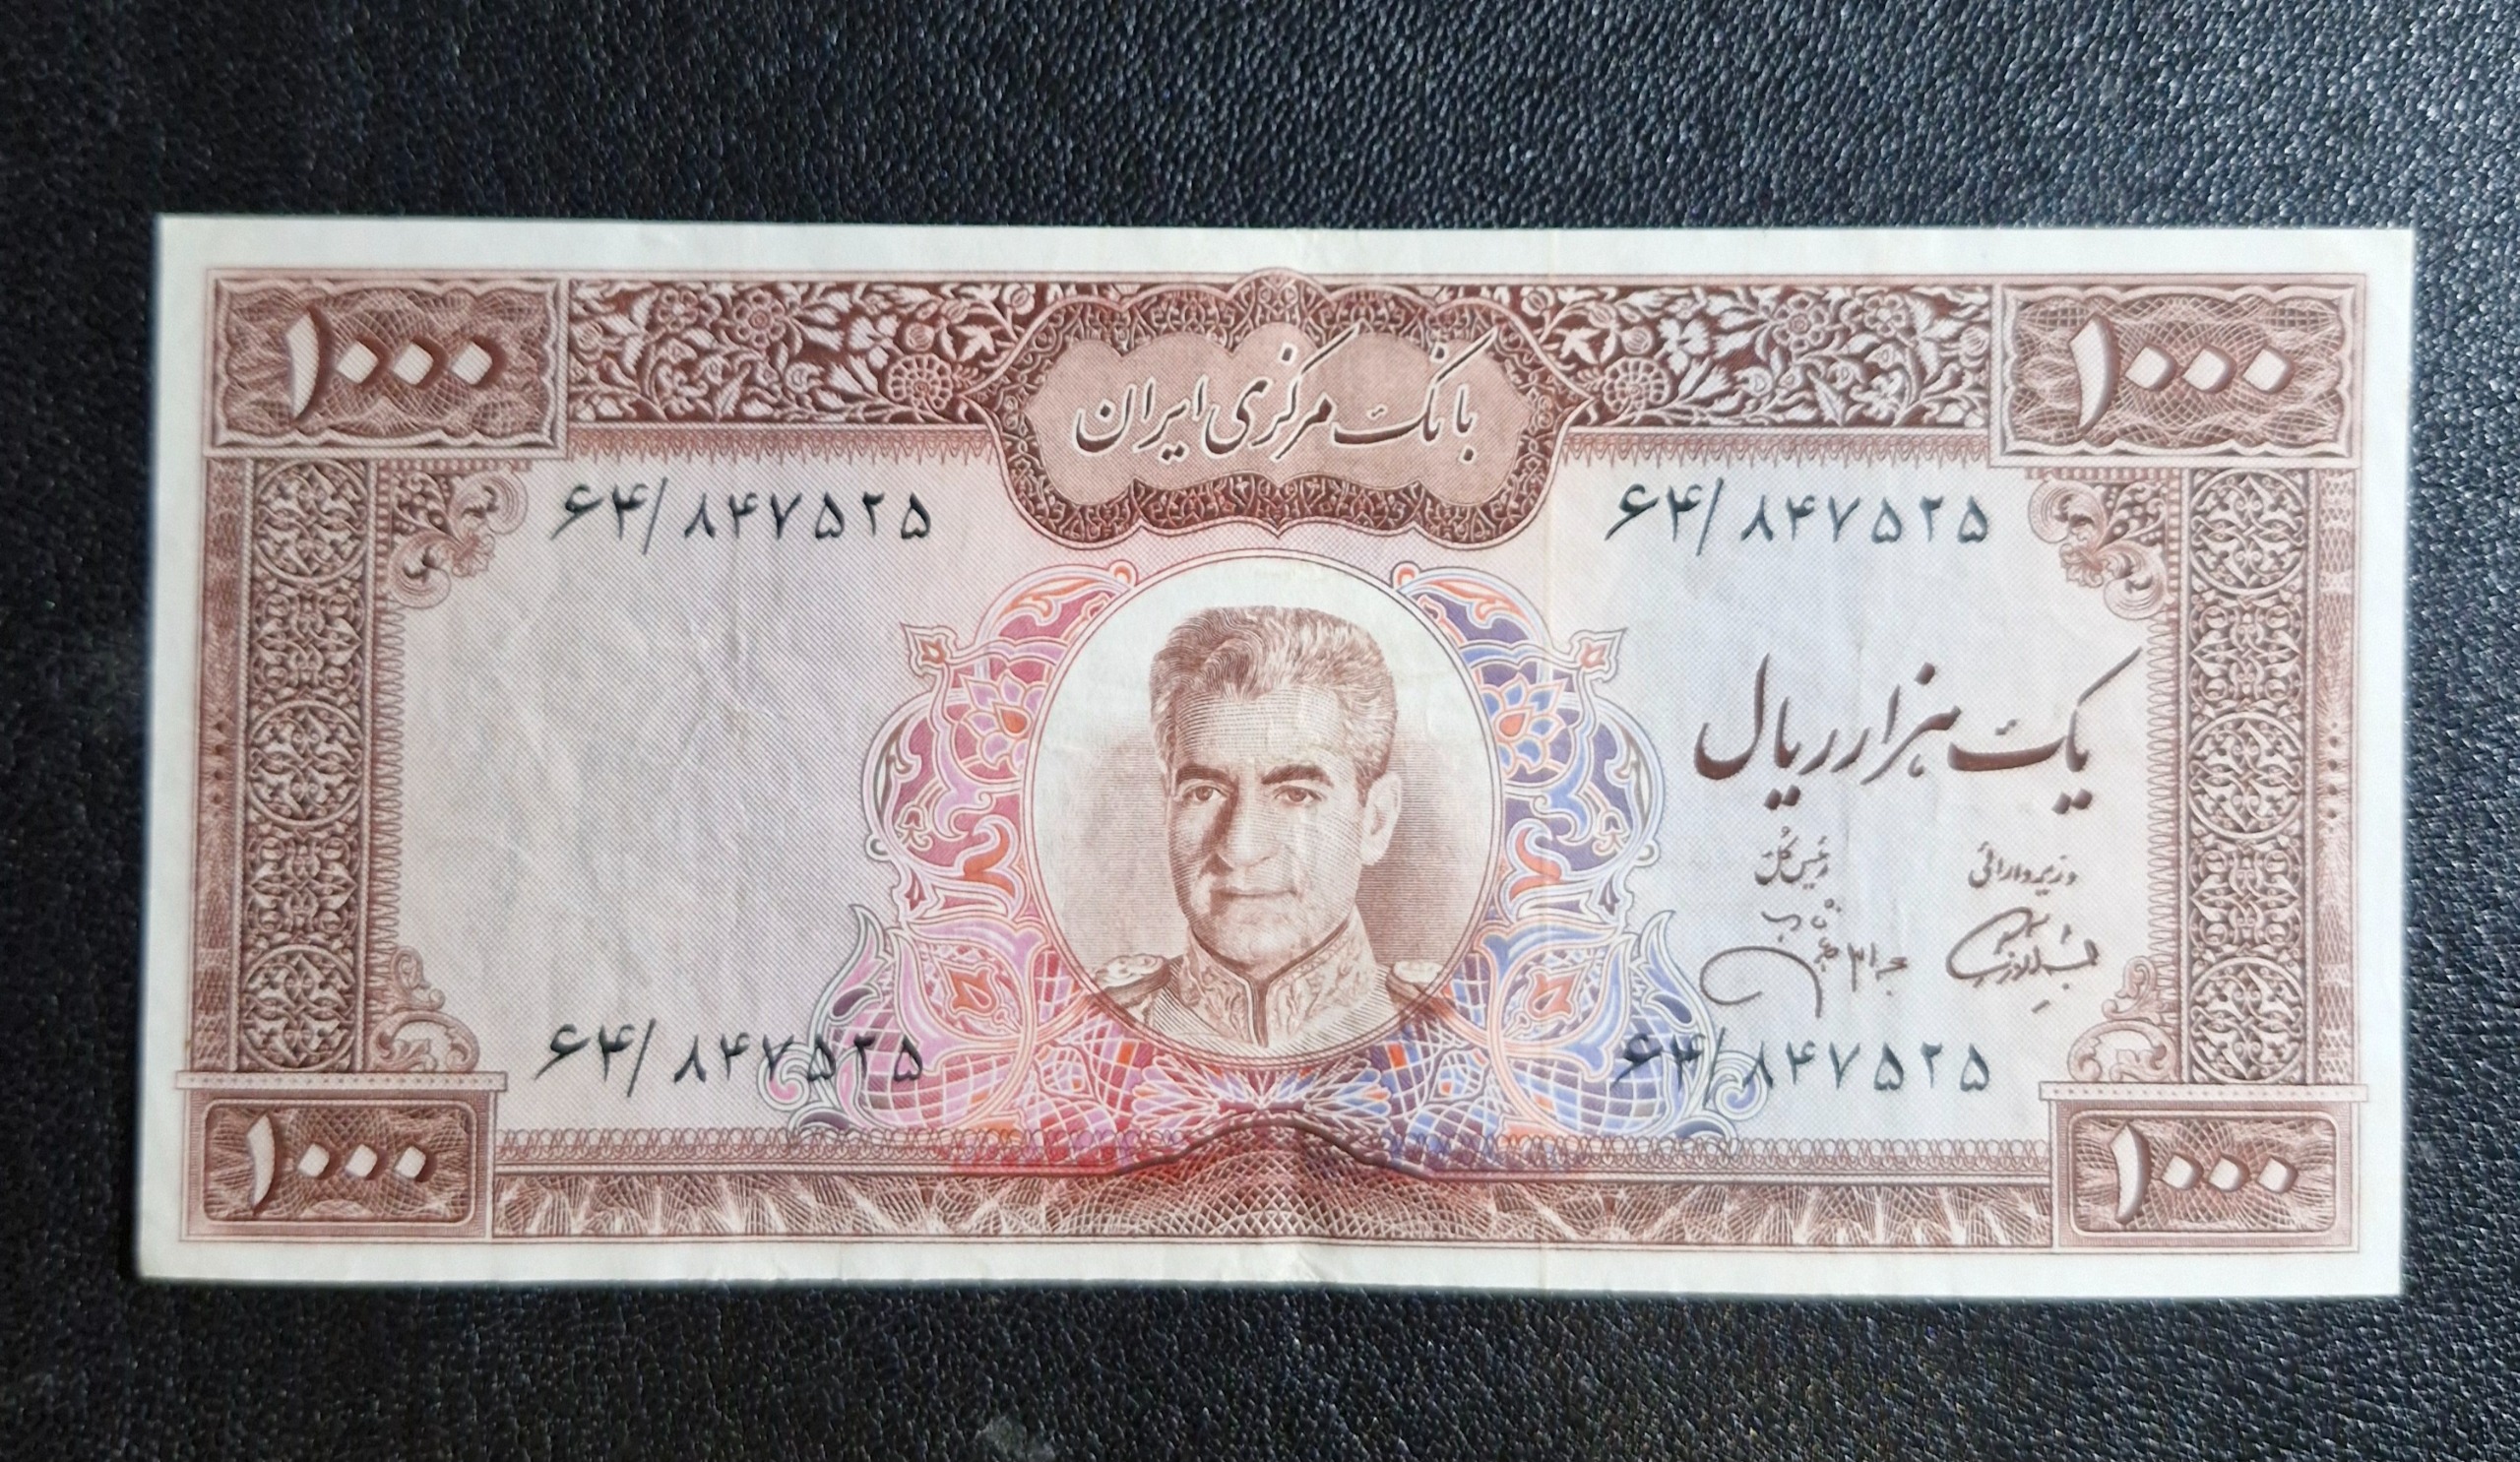 ۱۰۰۰
بانک مرکزی ایران
۱۰۰۰
۶۴/۸۴۷۵۲۵
۶۴/۸۴۷۵۲۵
یک هزار ریال
وزیر دارائی
رئیس کل
۶۴/۸۴۷۵۲۵
۶۴/۸۴۷۵۲۵
۱۰۰۰
۱۰۰۰